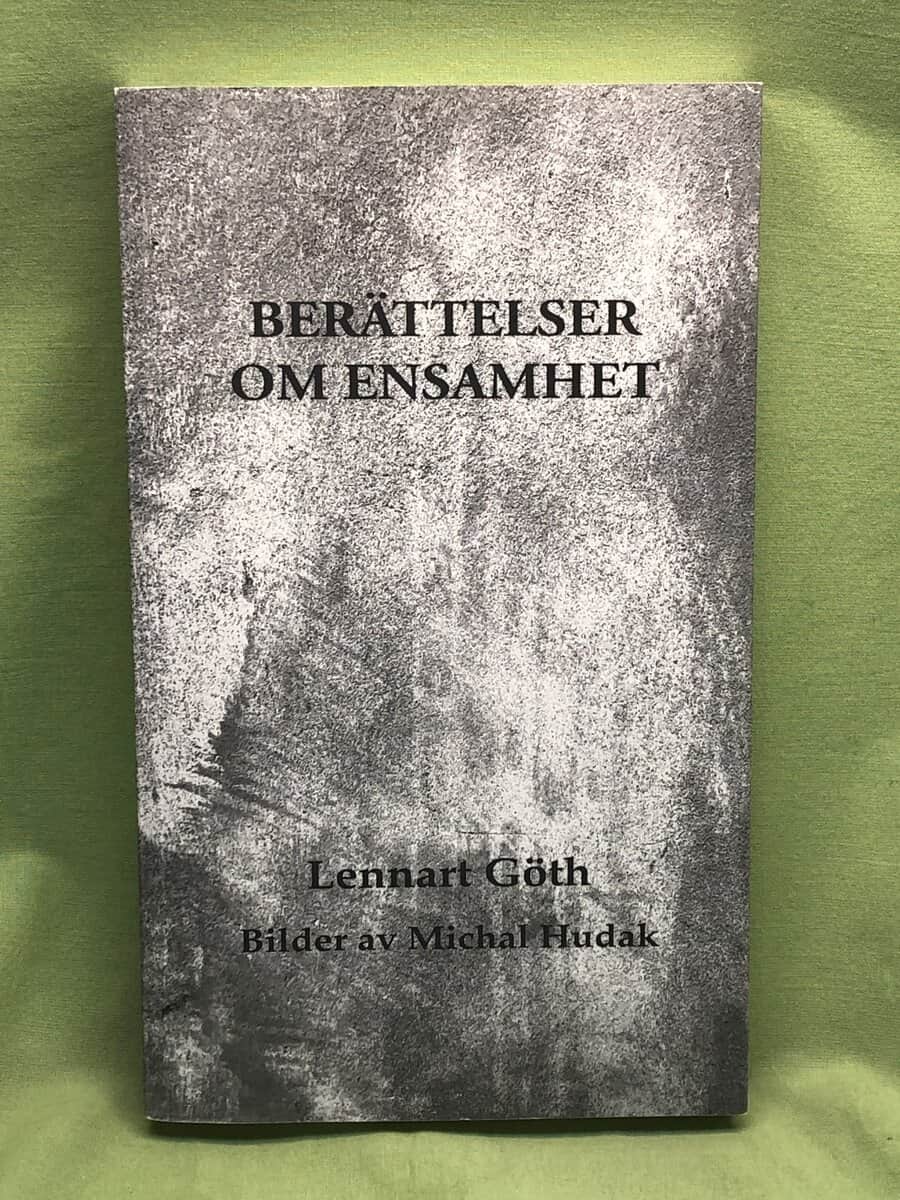 BERÄTTELSER
OM ENSAMHET
Lennart Göth
Bilder av Michal Hudak